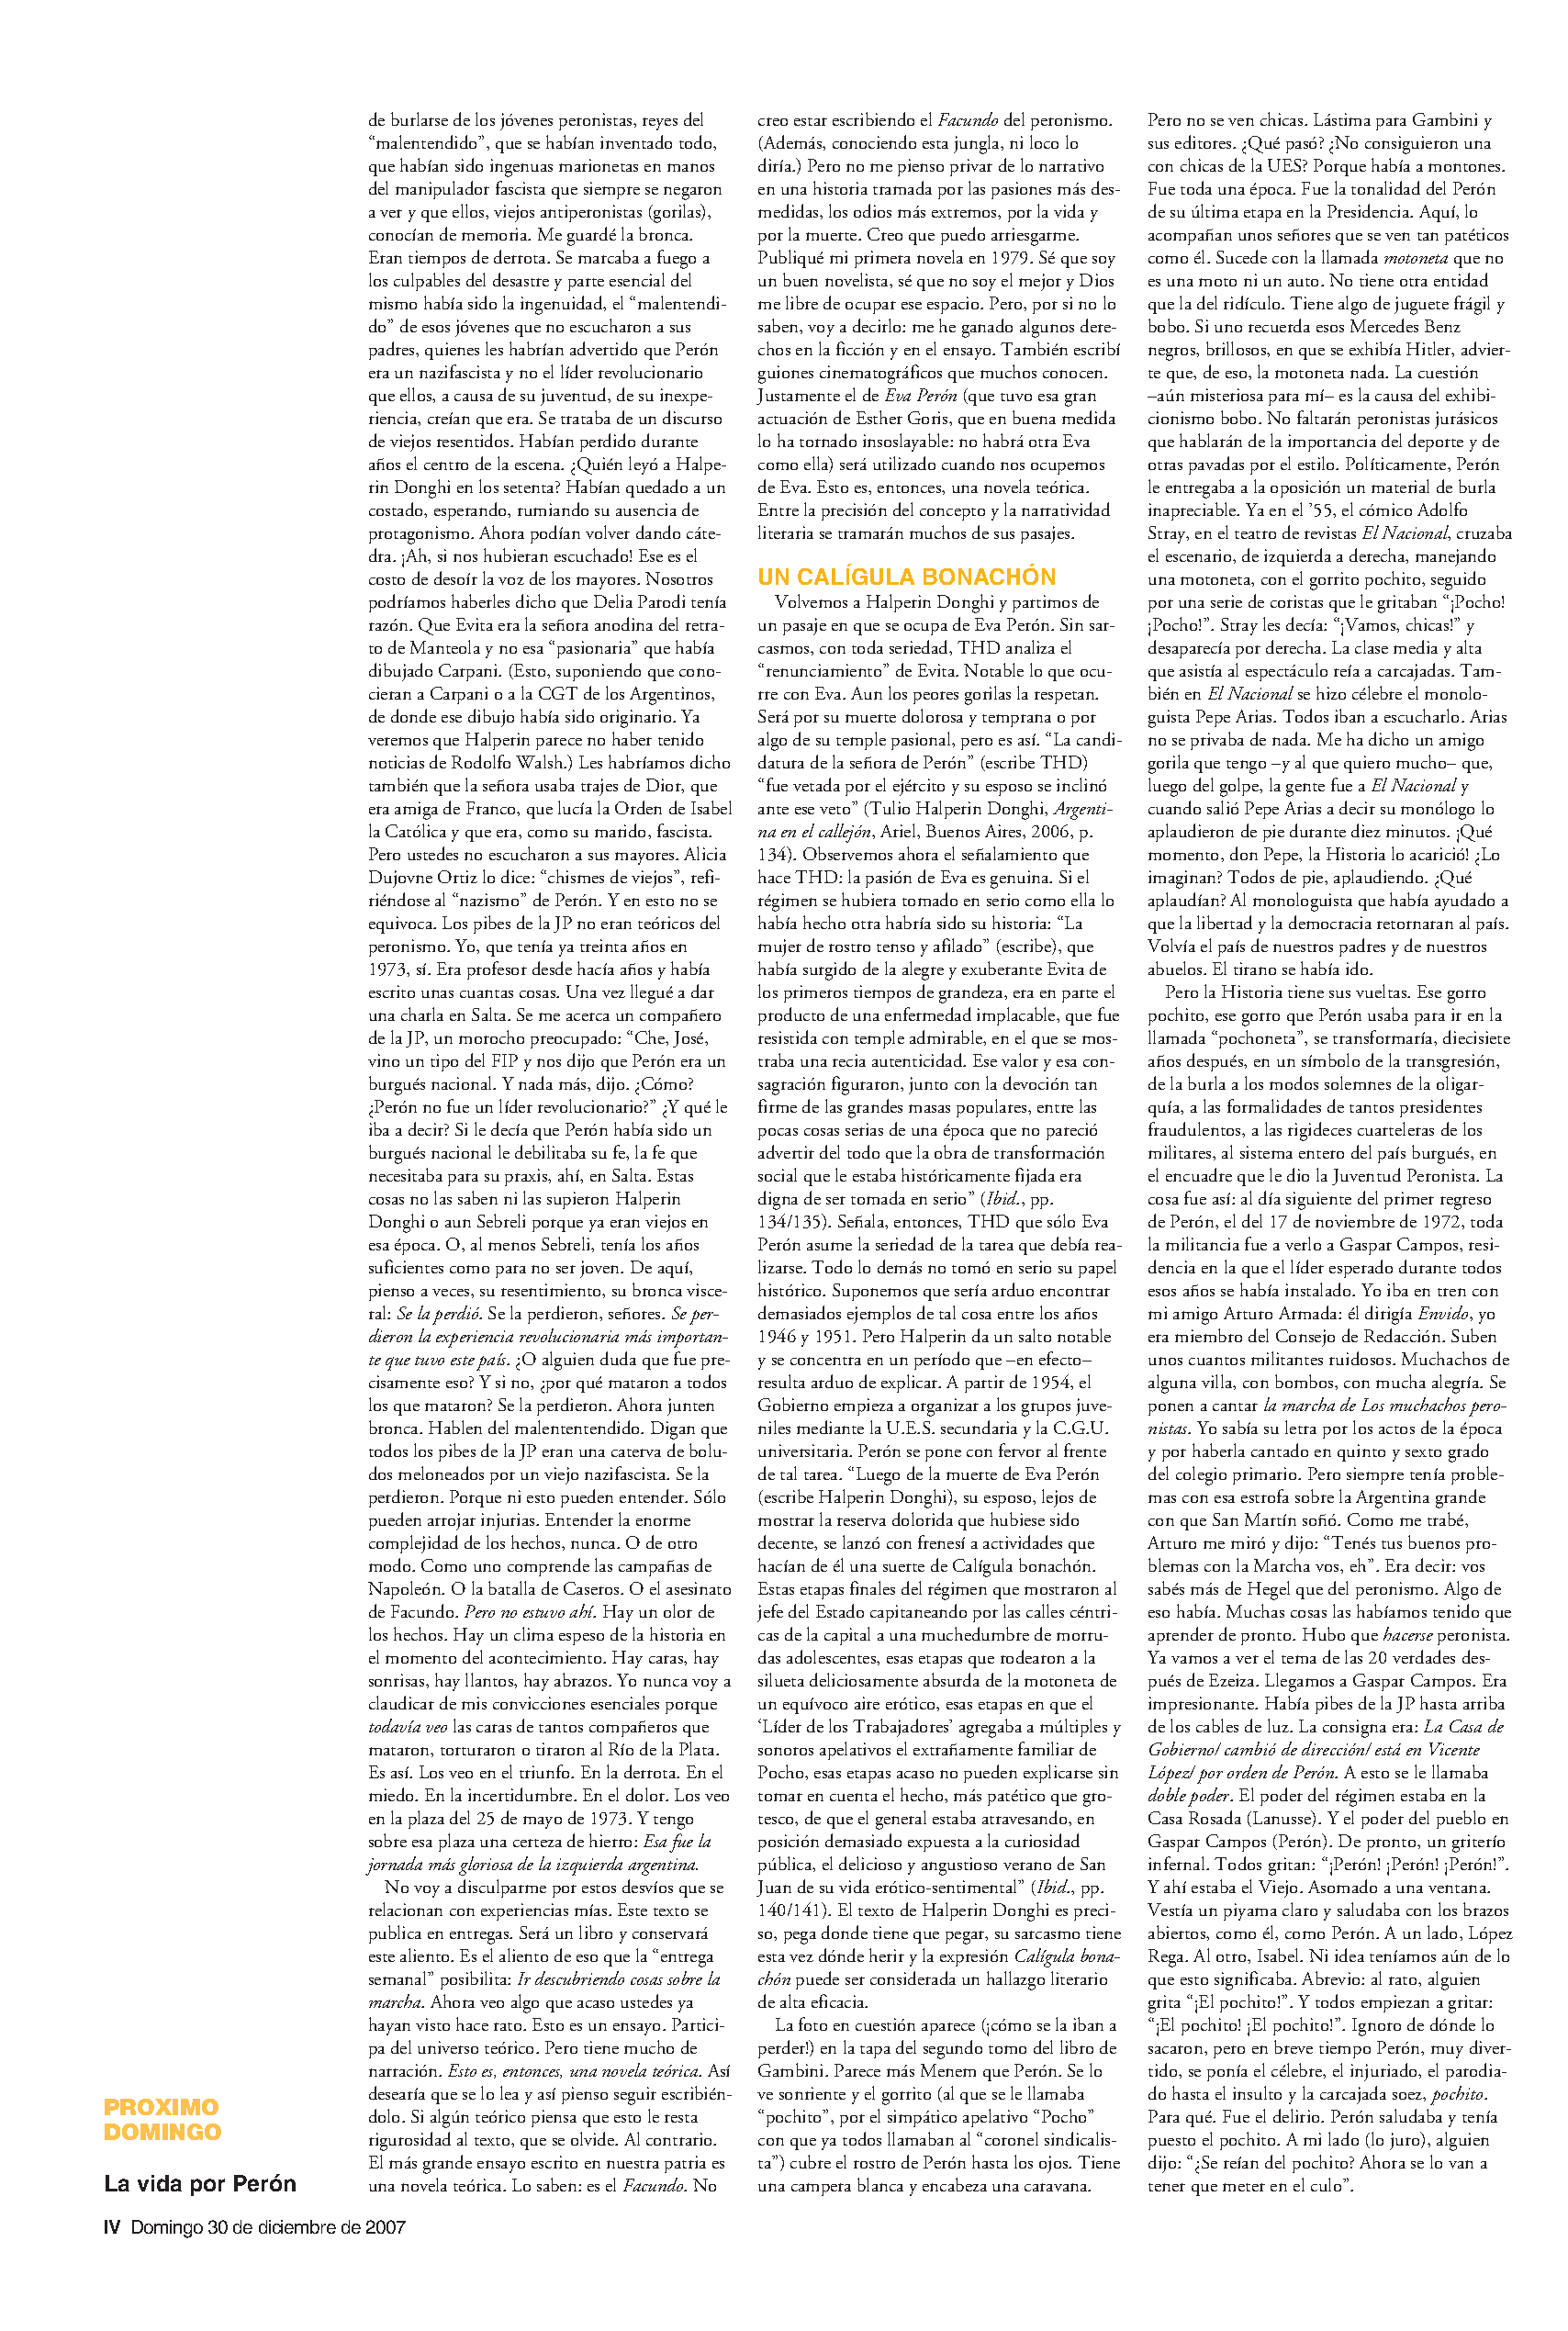 de burlarse de los jóvenes peronistas, reyes del
“malentendido”, que se habían inventado todo,
que habían sido ingenuas marionetas en manos
del manipulador fascista que siempre se negaron
a ver y que ellos, viejos antiperonistas (gorilas),
conocían de memoria. Me guardé la bronca.
Eran tiempos de derrota. Se marcaba a fuego a
los culpables del desastre y parte esencial del
mismo había sido la ingenuidad, el “malentendi-
do” de esos jóvenes que no escucharon a sus
padres, quienes les habrían advertido que Perón
era un nazifascista y no el líder revolucionario
que ellos, a causa de su juventud, de su inexpe-
riencia, creían que era. Se trataba de un discurso
de viejos resentidos. Habían perdido durante
años el centro de la escena. ¿Quién leyó a Halpe-
rin Donghi en los setenta? Habían quedado a un
costado, esperando, rumiando su ausencia de
protagonismo. Ahora podían volver dando cáte-
dra. ¡Ah, si nos hubieran escuchado! Ese es el
costo de desoír la voz de los mayores. Nosotros
podríamos haberles dicho que Delia Parodi tenía
razón. Que Evita era la señora anodina del retra-
to de Manteola y no esa “pasionaria” que había
dibujado Carpani. (Esto, suponiendo que cono-
cieran a Carpani o a la CGT de los Argentinos,
de donde ese dibujo había sido originario. Ya
veremos que Halperin parece no haber tenido
noticias de Rodolfo Walsh.) Les habríamos dicho
también que la señora usaba trajes de Dior, que
era amiga de Franco, que lucía la Orden de Isabel
la Católica y que era, como su marido, fascista.
Pero ustedes no escucharon a sus mayores. Alicia
Dujovne Ortiz lo dice: “chismes de viejos”, refi-
riéndose al “nazismo” de Perón. Y en esto no se
equivoca. Los pibes de la JP no eran teóricos del
peronismo. Yo, que tenía ya treinta años en
1973, sí. Era profesor desde hacía años y había
escrito unas cuantas cosas. Una vez llegué a dar
una charla en Salta. Se me acerca un compañero
de la JP, un morocho preocupado: “Che, José,
vino un tipo del FIP y nos dijo que Perón era un
burgués nacional. Y nada más, dijo. ¿Cómo?
¿Perón no fue un líder revolucionario?” ¿Y qué le
iba a decir? Si le decía que Perón había sido un
burgués nacional le debilitaba su fe, la fe que
necesitaba para su praxis, ahí, en Salta. Estas
cosas no las saben ni las supieron Halperin
Donghi o aun Sebreli porque ya eran viejos en
esa época. O, al menos Sebreli, tenía los años
suficientes como para no ser joven. De aquí,
pienso a veces, su resentimiento, su bronca visce-
ral: Se la perdió. Se la perdieron, señores. Se per-
dieron la experiencia revolucionaria más importan-
te que tuvo este país. ¿O alguien duda que fue pre-
cisamente eso? Y si no, ¿por qué mataron a todos
los que mataron? Se la perdieron. Ahora junten
bronca. Hablen del malententendido. Digan que
todos los pibes de la JP eran una caterva de bolu-
dos meloneados por un viejo nazifascista. Se la
perdieron. Porque ni esto pueden entender. Sólo
pueden arrojar injurias. Entender la enorme
complejidad de los hechos, nunca. O de otro
modo. Como uno comprende las campañas de
Napoleón. O la batalla de Caseros. O el asesinato
de Facundo. Pero no estuvo ahí. Hay un olor de
los hechos. Hay un clima espeso de la historia en
el momento del acontecimiento. Hay caras, hay
sonrisas, hay llantos, hay abrazos. Yo nunca voy a
claudicar de mis convicciones esenciales porque
todavía veo las caras de tantos compañeros que
mataron, torturaron o tiraron al Río de la Plata.
Es así. Los veo en el triunfo. En la derrota. En el
miedo. En la incertidumbre. En el dolor. Los veo
en la plaza del 25 de mayo de 1973. Y tengo
sobre esa plaza una certeza de hierro: Esa fue la
jornada más gloriosa de la izquierda argentina.
No voy a disculparme por estos desvíos que se
relacionan con experiencias mías. Este texto se
publica en entregas. Será un libro y conservará
este aliento. Es el aliento de eso que la “entrega
semanal” posibilita: Ir descubriendo cosas sobre la
marcha. Ahora veo algo que acaso ustedes ya
hayan visto hace rato. Esto es un ensayo. Partici-
pa del universo teórico. Pero tiene mucho de
narración. Esto es, entonces, una novela teórica. Así
desearía que se lo lea y así pienso seguir escribién-
dolo. Si algún teórico piensa que esto le resta
rigurosidad al texto, que se olvide. Al contrario.
El más grande ensayo escrito en nuestra patria es
una novela teórica. Lo saben: es el Facundo. No
creo estar escribiendo el Facundo del peronismo.
(Además, conociendo esta jungla, ni loco lo
diría.) Pero no me pienso privar de lo narrativo
en una historia tramada por las pasiones más des-
medidas, los odios más extremos, por la vida y
por la muerte. Creo que puedo arriesgarme.
Publiqué mi primera novela en 1979. Sé que soy
un buen novelista, sé que no soy el mejor y Dios
me libre de ocupar ese espacio. Pero, por si no lo
saben, voy a decirlo: me he ganado algunos dere-
chos en la ficción y en el ensayo. También escribí
guiones cinematográficos que muchos conocen.
Justamente el de Eva Perón (que tuvo esa gran
actuación de Esther Goris, que en buena medida
lo ha tornado insoslayable: no habrá otra Eva
como ella) será utilizado cuando nos ocupemos
de Eva. Esto es, entonces, una novela teórica.
Entre la precisión del concepto y la narratividad
literaria se tramarán muchos de sus pasajes.
UN CALÍGULA BONACHÓN
Volvemos a Halperin Donghi y partimos de
un pasaje en que se ocupa de Eva Perón. Sin sar-
casmos, con toda seriedad, THD analiza el
“renunciamiento” de Evita. Notable lo que ocu-
rre con Eva. Aun los peores gorilas la respetan.
Será por su muerte dolorosa y temprana o por
algo de su temple pasional, pero es así. “La candi-
datura de la señora de Perón” (escribe THD)
“fue vetada por el ejército y su esposo se inclinó
ante ese veto” (Tulio Halperin Donghi, Argenti-
na en el callejón, Ariel, Buenos Aires, 2006, p.
134). Observemos ahora el señalamiento que
hace THD: la pasión de Eva es genuina. Si el
régimen se hubiera tomado en serio como ella lo
había hecho otra habría sido su historia: “La
mujer de rostro tenso y afilado” (escribe), que
había surgido de la alegre y exuberante Evita de
los primeros tiempos de grandeza, era en parte el
producto de una enfermedad implacable, que fue
resistida con temple admirable, en el que se mos-
traba una recia autenticidad. Ese valor y esa con-
sagración figuraron, junto con la devoción tan
firme de las grandes masas populares, entre las
pocas cosas serias de una época que no pareció
advertir del todo que la obra de transformación
social que le estaba históricamente fijada era
digna de ser tomada en serio” (Ibid., pp.
134/135). Señala, entonces, THD que sólo Eva
Perón asume la seriedad de la tarea que debía rea-
lizarse. Todo lo demás no tomó en serio su papel
histórico. Suponemos que sería arduo encontrar
demasiados ejemplos de tal cosa entre los años
1946 y 1951. Pero Halperin da un salto notable
y se concentra en un período que –en efecto–
resulta arduo de explicar. A partir de 1954, el
Gobierno empieza a organizar a los grupos juve-
niles mediante la U.E.S. secundaria y la C.G.U.
universitaria. Perón se pone con fervor al frente
de tal tarea. “Luego de la muerte de Eva Perón
(escribe Halperin Donghi), su esposo, lejos de
mostrar la reserva dolorida que hubiese sido
decente, se lanzó con frenesí a actividades que
hacían de él una suerte de Calígula bonachón.
Estas etapas finales del régimen que mostraron al
jefe del Estado capitaneando por las calles céntri-
cas de la capital a una muchedumbre de morru-
das adolescentes, esas etapas que rodearon a la
silueta deliciosamente absurda de la motoneta de
un equívoco aire erótico, esas etapas en que el
‘Líder de los Trabajadores’ agregaba a múltiples y
sonoros apelativos el extrañamente familiar de
Pocho, esas etapas acaso no pueden explicarse sin
tomar en cuenta el hecho, más patético que gro-
tesco, de que el general estaba atravesando, en
posición demasiado expuesta a la curiosidad
pública, el delicioso y angustioso verano de San
Juan de su vida erótico-sentimental” (Ibid., pp.
140/141). El texto de Halperin Donghi es preci-
so, pega donde tiene que pegar, su sarcasmo tiene
esta vez dónde herir y la expresión Calígula bona-
chón puede ser considerada un hallazgo literario
de alta eficacia.
La foto en cuestión aparece (¡cómo se la iban a
perder!) en la tapa del segundo tomo del libro de
Gambini. Parece más Menem que Perón. Se lo
ve sonriente y el gorrito (al que se le llamaba
“pochito”, por el simpático apelativo “Pocho”
con que ya todos llamaban al “coronel sindicalis-
ta”) cubre el rostro de Perón hasta los ojos. Tiene
una campera blanca y encabeza una caravana.
Pero no se ven chicas. Lástima para Gambini y
sus editores. ¿Qué pasó? ¿No consiguieron una
con chicas de la UES? Porque había a montones.
Fue toda una época. Fue la tonalidad del Perón
de su última etapa en la Presidencia. Aquí, lo
acompañan unos señores que se ven tan patéticos
como él. Sucede con la llamada motoneta que no
es una moto ni un auto. No tiene otra entidad
que la del ridículo. Tiene algo de juguete frágil y
bobo. Si uno recuerda esos Mercedes Benz
negros, brillosos, en que se exhibía Hitler, advier-
te que, de eso, la motoneta nada. La cuestión
–aún misteriosa para mí– es la causa del exhibi-
cionismo bobo. No faltarán peronistas jurásicos
que hablarán de la importancia del deporte y de
otras pavadas por el estilo. Políticamente, Perón
le entregaba a la oposición un material de burla
inapreciable. Ya en el ’55, el cómico Adolfo
Stray, en el teatro de revistas El Nacional, cruzaba
el escenario, de izquierda a derecha, manejando
una motoneta, con el gorrito pochito, seguido
por una serie de coristas que le gritaban “¡Pocho!
¡Pocho!”. Stray les decía: “¡Vamos, chicas!” y
desaparecía por derecha. La clase media y alta
que asistía al espectáculo reía a carcajadas. Tam-
bién en El Nacional se hizo célebre el monolo-
guista Pepe Arias. Todos iban a escucharlo. Arias
no se privaba de nada. Me ha dicho un amigo
gorila que tengo –y al que quiero mucho– que,
luego del golpe, la gente fue a El Nacional y
cuando salió Pepe Arias a decir su monólogo lo
aplaudieron de pie durante diez minutos. ¡Qué
momento, don Pepe, la Historia lo acarició! ¿Lo
imaginan? Todos de pie, aplaudiendo. ¿Qué
aplaudían? Al monologuista que había ayudado a
que la libertad y la democracia retornaran al país.
Volvía el país de nuestros padres y de nuestros
abuelos. El tirano se había ido.
Pero la Historia tiene sus vueltas. Ese gorro
pochito, ese gorro que Perón usaba para ir en la
llamada “pochoneta”, se transformaría, diecisiete
años después, en un símbolo de la transgresión,
de la burla a los modos solemnes de la oligar-
quía, a las formalidades de tantos presidentes
fraudulentos, a las rigideces cuarteleras de los
militares, al sistema entero del país burgués, en
el encuadre que le dio la Juventud Peronista. La
cosa fue así: al día siguiente del primer regreso
de Perón, el del 17 de noviembre de 1972, toda
la militancia fue a verlo a Gaspar Campos, resi-
dencia en la que el líder esperado durante todos
esos años se había instalado. Yo iba en tren con
mi amigo Arturo Armada: él dirigía Envido, yo
era miembro del Consejo de Redacción. Suben
unos cuantos militantes ruidosos. Muchachos de
alguna villa, con bombos, con mucha alegría. Se
ponen a cantar la marcha de Los muchachos pero-
nistas. Yo sabía su letra por los actos de la época
y por haberla cantado en quinto y sexto grado
del colegio primario. Pero siempre tenía proble-
mas con esa estrofa sobre la Argentina grande
con que San Martín soñó. Como me trabé,
Arturo me miró y dijo: “Tenés tus buenos pro-
blemas con la Marcha vos, eh”. Era decir: vos
sabés más de Hegel que del peronismo. Algo de
eso había. Muchas cosas las habíamos tenido que
aprender de pronto. Hubo que hacerse peronista.
Ya vamos a ver el tema de las 20 verdades des-
pués de Ezeiza. Llegamos a Gaspar Campos. Era
impresionante. Había pibes de la JP hasta arriba
de los cables de luz. La consigna era: La Casa de
Gobierno/ cambió de dirección/ está en Vicente
López/ por orden de Perón. A esto se le llamaba
doble poder. El poder del régimen estaba en la
Casa Rosada (Lanusse). Y el poder del pueblo en
Gaspar Campos (Perón). De pronto, un griterío
infernal. Todos gritan: “¡Perón! ¡Perón! ¡Perón!”.
Y ahí estaba el Viejo. Asomado a una ventana.
Vestía un piyama claro y saludaba con los brazos
abiertos, como él, como Perón. A un lado, López
Rega. Al otro, Isabel. Ni idea teníamos aún de lo
que esto significaba. Abrevio: al rato, alguien
grita “¡El pochito!”. Y todos empiezan a gritar:
“¡El pochito! ¡El pochito!”. Ignoro de dónde lo
sacaron, pero en breve tiempo Perón, muy diver-
tido, se ponía el célebre, el injuriado, el parodia-
do hasta el insulto y la carcajada soez, pochito.
Para qué. Fue el delirio. Perón saludaba y tenía
puesto el pochito. A mi lado (lo juro), alguien
dijo: “¿Se reían del pochito? Ahora se lo van a
tener que meter en el culo”.
PROXIMO
DOMINGO
La vida por Perón
IV Domingo 30 de diciembre de 2007